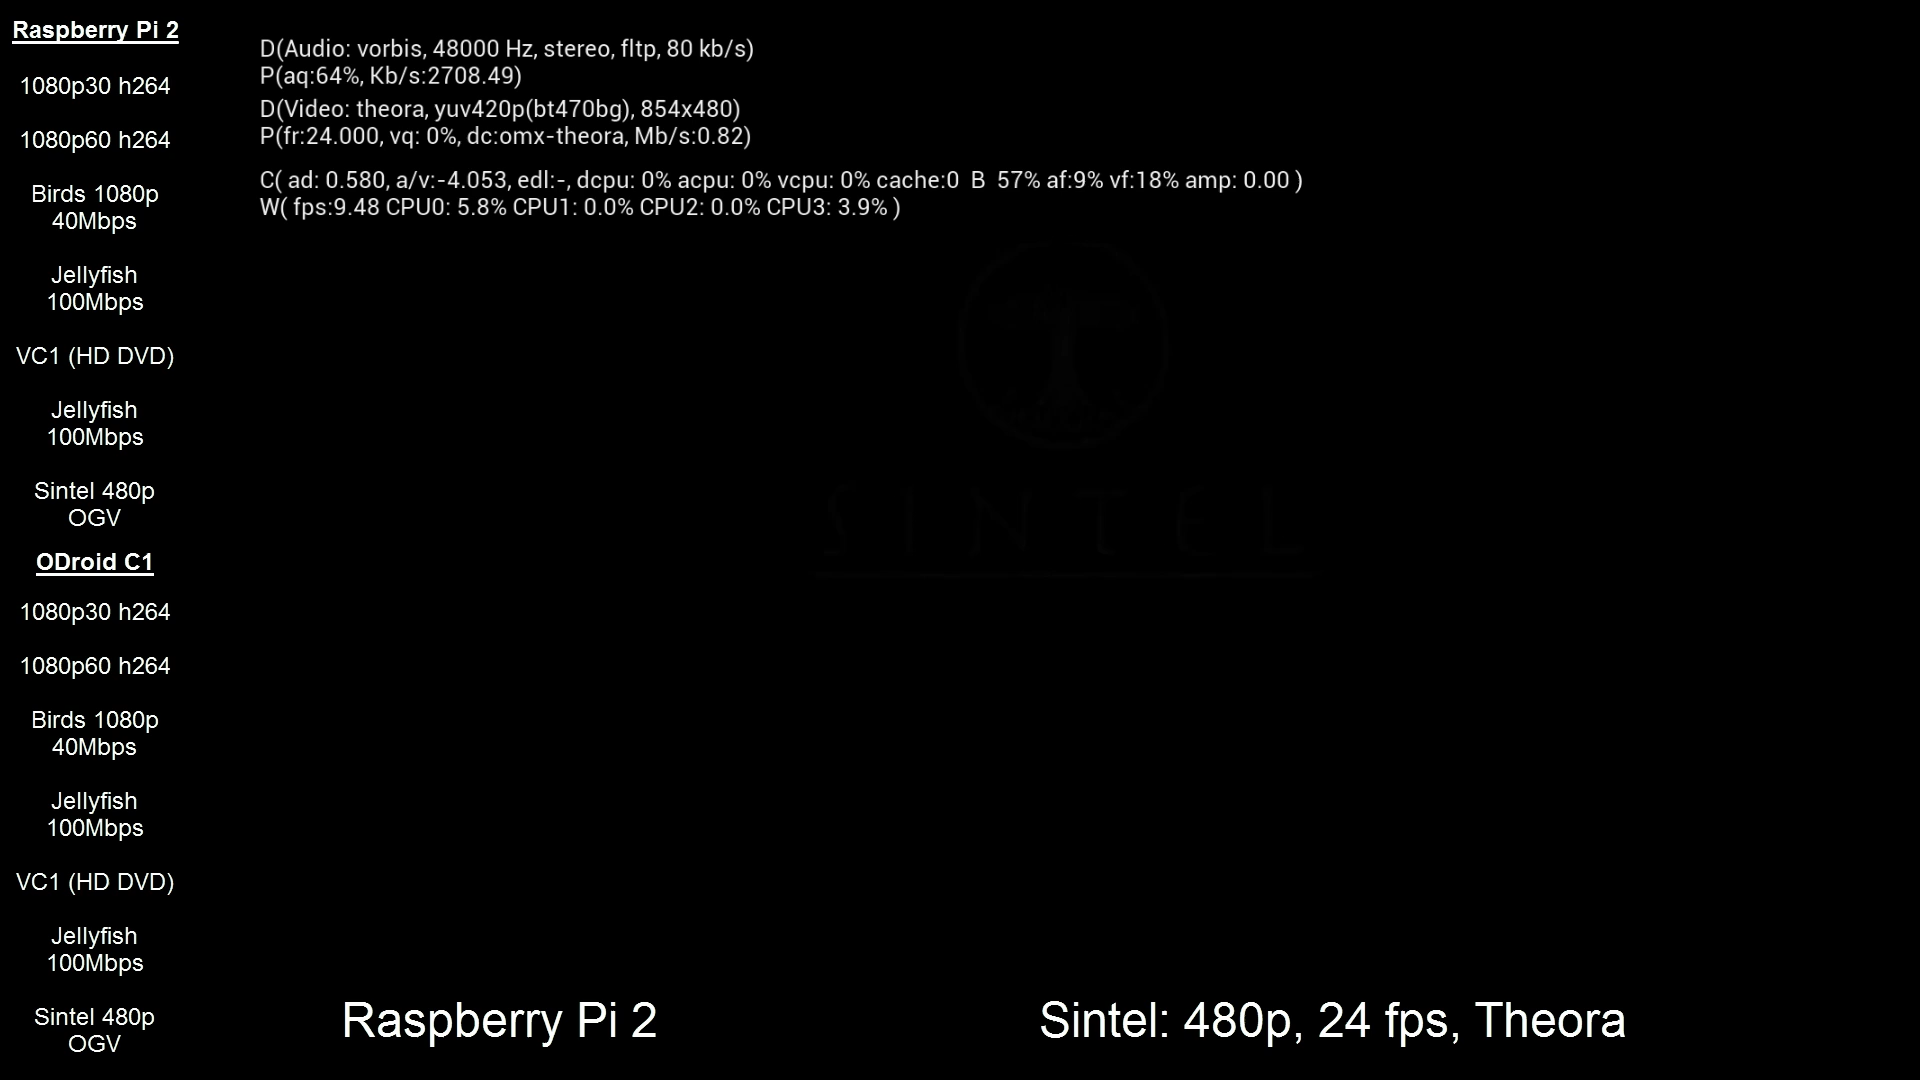 Raspberry Pi 2
1080p30 h264
1080p60 h264
Birds 1080p
40Mbps
Jellyfish
100Mbps
VC1 (HD DVD)
Jellyfish
100Mbps
Sintel 480p
OGV
ODroid C1
1080p30 h264
1080p60 h264
Birds 1080p
40Mbps
Jellyfish
100Mbps
VC1 (HD DVD)
Jellyfish
100Mbps
Sintel 480p
OGV
D(Audio: vorbis, 48000 Hz, stereo, fltp, 80 kb/s)
P(aq:64%, Kb/s:2708.49)
D(Video: theora, yuv420p(bt470bg), 854x480)
P(fr:24.000, vq: 0%, dc:omx-theora, Mb/s:0.82)
C( ad: 0.580, a/v:-4.053, edl:-, dcpu: 0% acpu: 0% vcpu: 0% cache:0 B 57% af:9% vf:18% amp: 0.00 )
W( fps:9.48 CPU0: 5.8% CPU1: 0.0% CPU2: 0.0% CPU3: 3.9% )
SINTEL
Raspberry Pi 2
Sintel: 480p, 24 fps, Theora